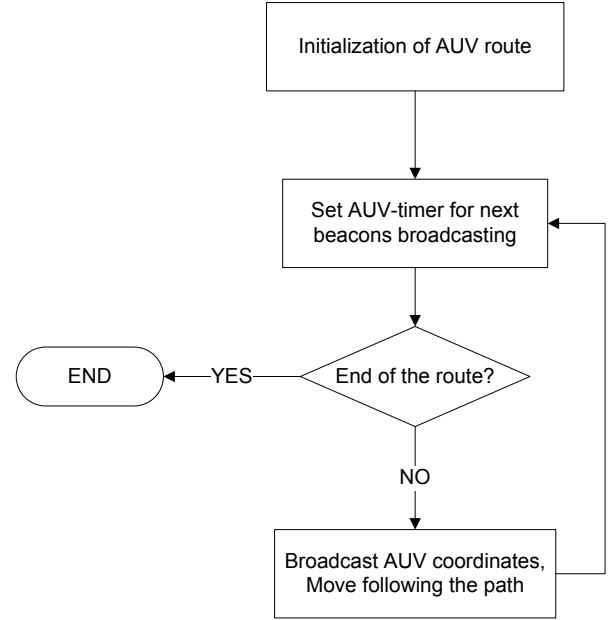 Initialization of AUV route
Set AUV-timer for next
beacons broadcasting
END
YES
End of the route?
NO
Broadcast AUV coordinates,
Move following the path